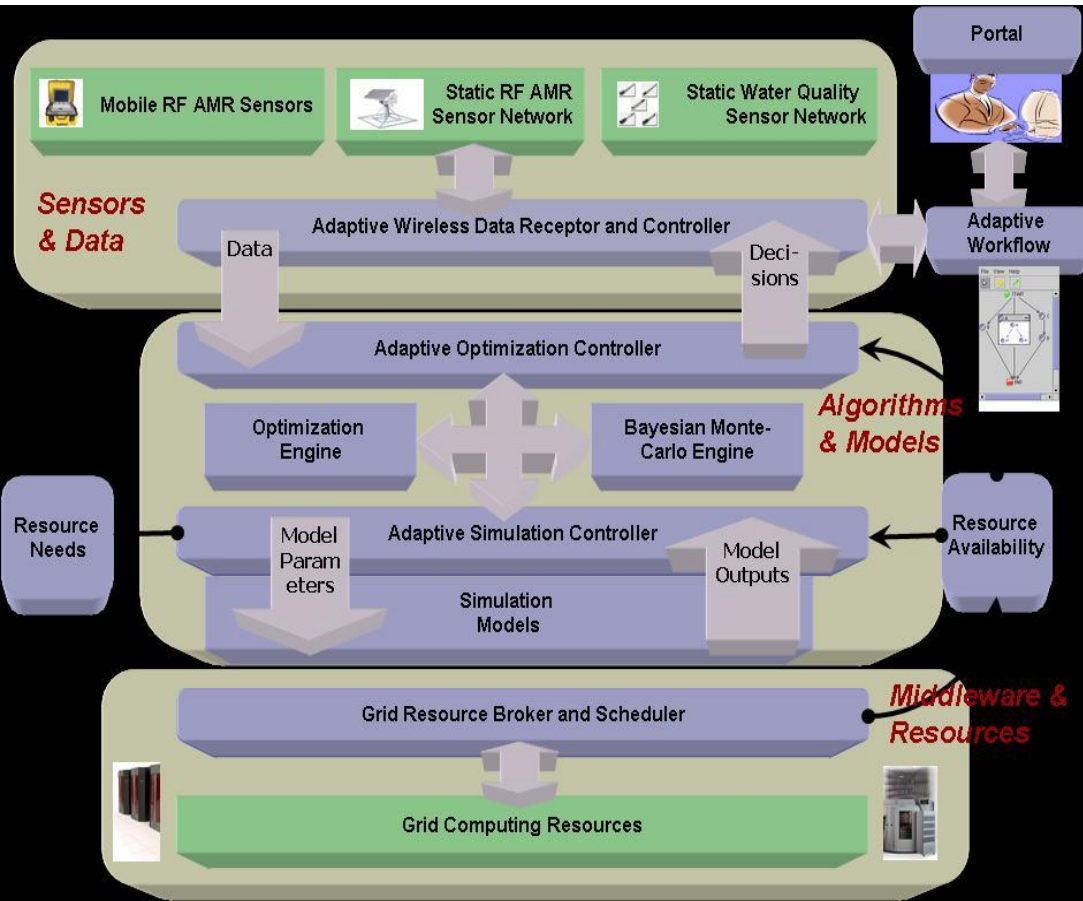 Portal
Mobile RF AMR Sensors
Static RF AMR
Sensor Network
Static Water Quality
Sensor Network
Sensors
& Data
Adaptive Wireless Data Receptor and Controller
Adaptive
Workflow
Data
Deci-
sions
File View Help
Adaptive Optimization Controller
Algorithms
& Models
Optimization
Engine
Bayesian Monte-
Carlo Engine
Resource
Needs
Adaptive Simulation Controller
Resource
Availability
Model
Param
eters
Model
Outputs
Simulation
Models
Middleware &
Resources
Grid Resource Broker and Scheduler
Grid Computing Resources